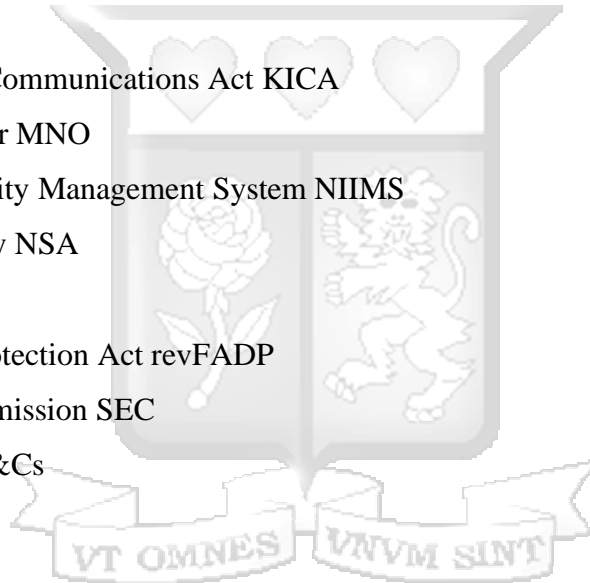 Communications Act KICA
r MNO
ity Management System NIIMS
y NSA
otection Act revFADP
mission SEC
&Cs
VT OMNES VNVM SINT